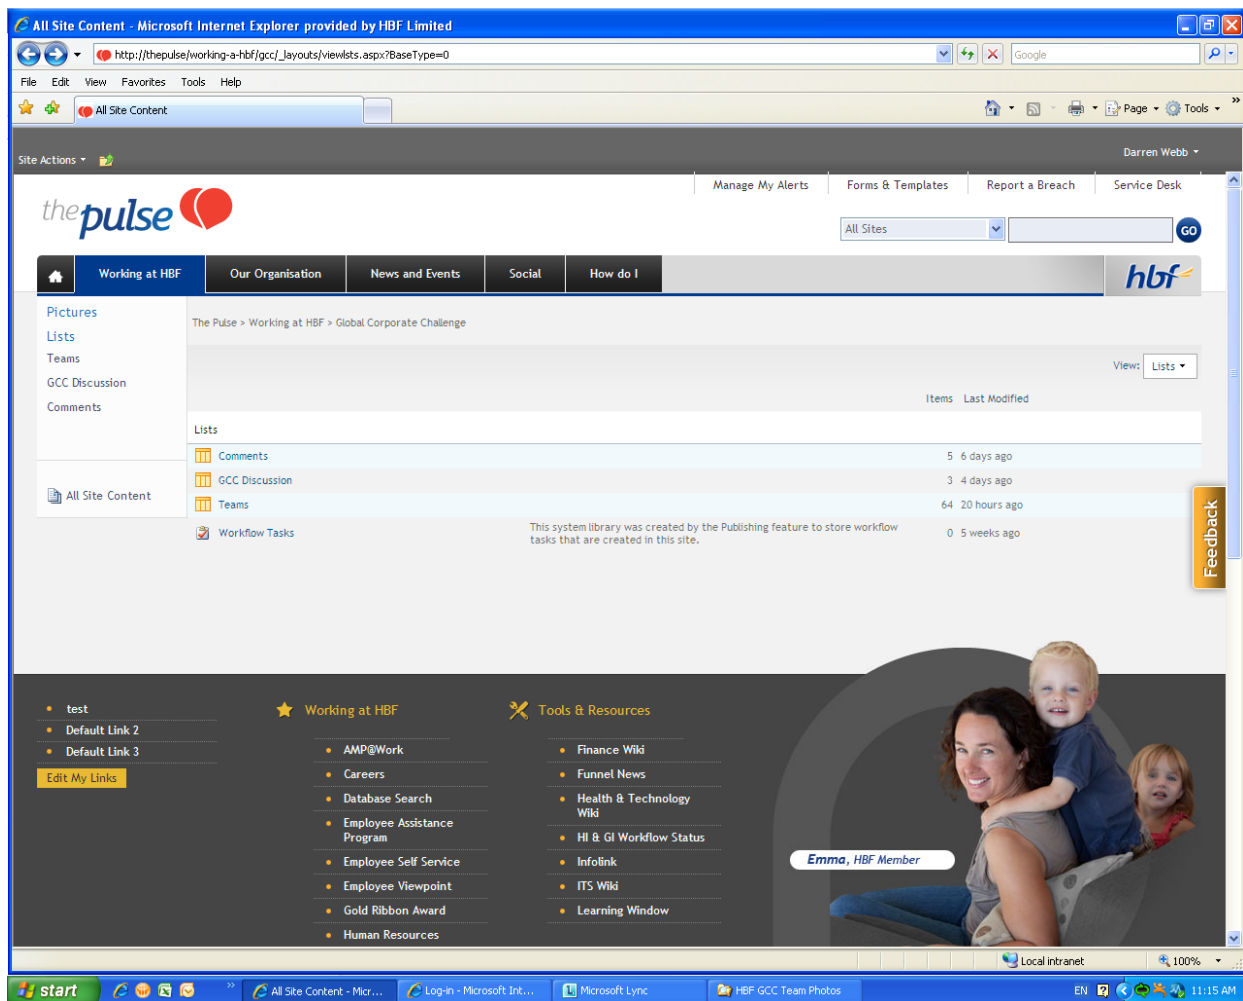 All Site Content - Microsoft Internet Explorer provided by HBF Limited
http://thepulse/working-a-hbf/gcc/_layouts/viewlsts.aspx?BaseType=0
Google
File Edit View Favorites Tools Help
All Site Content
Page Tools
Site Actions
Darren Webb
Manage My Alerts Forms & Templates Report a Breach Service Desk
the pulse
All Sites
GO
Working at HBF Our Organisation News and Events Social How do I
hbf
Pictures
Lists
Teams
GCC Discussion
Comments
All Site Content
The Pulse > Working at HBF > Global Corporate Challenge
View: Lists
Items Last Modified
Lists
Comments 5 6 days ago
GCC Discussion 3 4 days ago
Teams 64 20 hours ago
Workflow Tasks This system library was created by the Publishing feature to store workflow 0 5 weeks ago
tasks that are created in this site.
Feedback
test
Default Link 2
Default Link 3
Edit My Links
Working at HBF
AMP@Work
Careers
Database Search
Employee Assistance
Program
Employee Self Service
Employee Viewpoint
Gold Ribbon Award
Human Resources
Tools & Resources
Finance Wiki
Funnel News
Health & Technology
Wiki
HI & GI Workflow Status
Infolink
ITS Wiki
Learning Window
Emma, HBF Member
Local intranet 100%
start
All Site Content - Micr...
Log-in - Microsoft Int...
Microsoft Lync
HBF GCC Team Photos
EN
11:15 AM